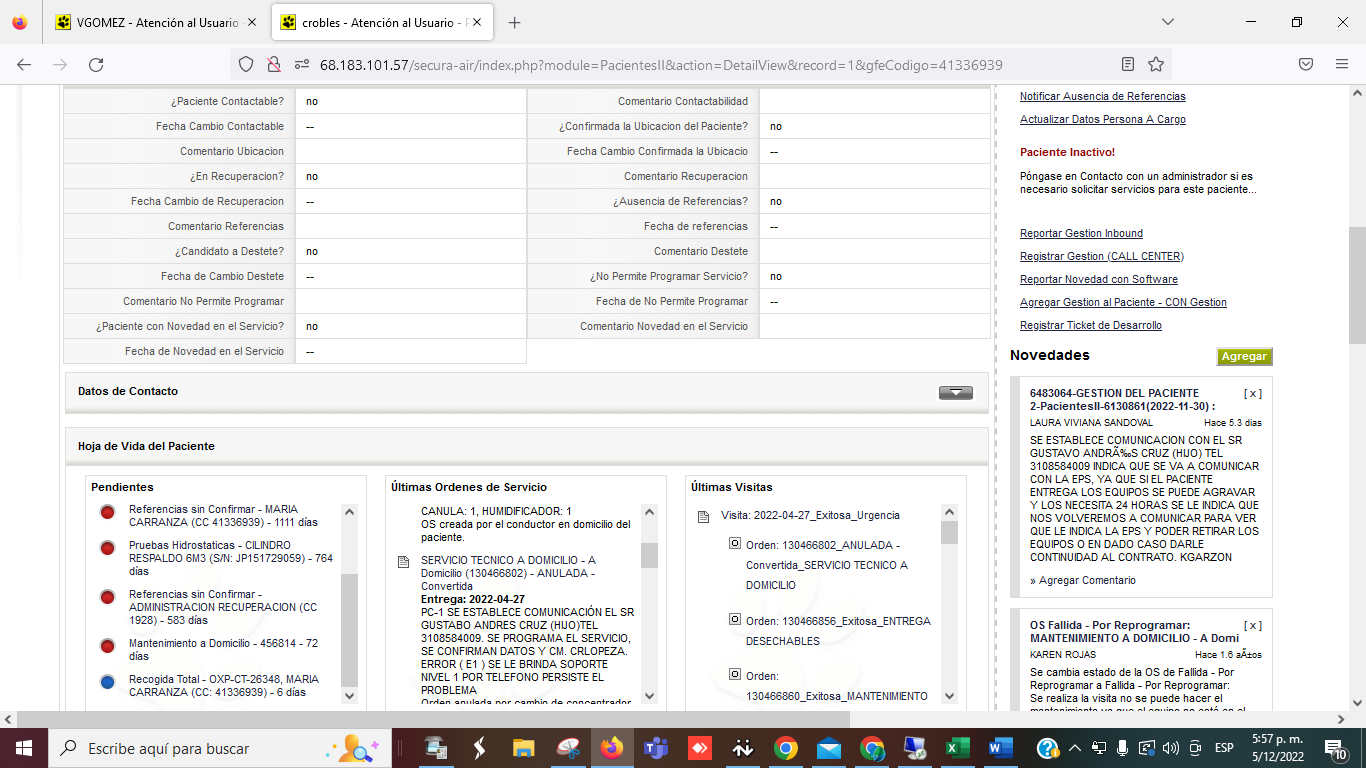 VGOMEZ - Atención al Usuario -
crobles - Atención al Usuario - P
68.183.101.57/secura-air/index.php?module=PacientesII&action=DetailView&record=1&gfeCodigo=41336939
¿Paciente Contactable? no Comentario Contactabilidad
Fecha Cambio Contactable -- ¿Confirmada la Ubicacion del Paciente? no
Comentario Ubicacion Fecha Cambio Confirmada la Ubicacio --
¿En Recuperacion? no Comentario Recuperacion
Fecha Cambio de Recuperacion -- ¿Ausencia de Referencias? no
Comentario Referencias Fecha de referencias --
¿Candidato a Destete? no Comentario Destete
Fecha de Cambio Destete -- ¿No Permite Programar Servicio? no
Comentario No Permite Programar Fecha de No Permite Programar --
¿Paciente con Novedad en el Servicio? no Comentario Novedad en el Servicio
Fecha de Novedad en el Servicio --
Datos de Contacto
Hoja de Vida del Paciente
Pendientes
Referencias sin Confirmar - MARIA
CARRANZA (CC 41336939) - 1111 días
Pruebas Hidrostaticas - CILINDRO
RESPALDO 6M3 (S/N: JP151729059) - 764
días
Referencias sin Confirmar -
ADMINISTRACION RECUPERACION (CC
1928) - 583 días
Mantenimiento a Domicilio - 456814 - 72
días
Recogida Total - OXP-CT-26348, MARIA
CARRANZA (CC: 41336939) - 6 días
Últimas Ordenes de Servicio
CANULA: 1, HUMIDIFICADOR: 1
OS creada por el conductor en domicilio del
paciente.
SERVICIO TECNICO A DOMICILIO - A
Domicilio (130466802) - ANULADA -
Convertida
Entrega: 2022-04-27
PC-1 SE ESTABLECE COMUNICACIÓN EL SR
GUSTABO ANDRES CRUZ (HIJO)TEL
3108584009. SE PROGRAMA EL SERVICIO,
SE CONFIRMAN DATOS Y CM. CRLOPEZA.
ERROR ( E1 ) SE LE BRINDA SOPORTE
NIVEL 1 POR TELEFONO PERSISTE EL
PROBLEMA
Orden anulada por cambio de concentrador
Últimas Visitas
Visita: 2022-04-27_Exitosa_Urgencia
Orden: 130466802_ANULADA -
Convertida_SERVICIO TECNICO A
DOMICILIO
Orden: 130466856_Exitosa_ENTREGA
DESECHABLES
Orden:
130466860_Exitosa_MANTENIMIENTO
Notificar Ausencia de Referencias
Actualizar Datos Persona A Cargo
Paciente Inactivo!
Póngase en Contacto con un administrador si es
necesario solicitar servicios para este paciente...
Reportar Gestion Inbound
Registrar Gestion (CALL CENTER)
Reportar Novedad con Software
Agregar Gestion al Paciente - CON Gestion
Registrar Ticket de Desarrollo
Novedades Agregar
6483064-GESTION DEL PACIENTE [ x ]
2-PacientesII-6130861(2022-11-30) :
LAURA VIVIANA SANDOVAL Hace 5.3 dias
SE ESTABLECE COMUNICACION CON EL SR
GUSTAVO ANDRÃ‰S CRUZ (HIJO) TEL
3108584009 INDICA QUE SE VA A COMUNICAR
CON LA EPS, YA QUE SI EL PACIENTE
ENTREGA LOS EQUIPOS SE PUEDE AGRAVAR
Y LOS NECESITA 24 HORAS SE LE INDICA QUE
NOS VOLVEREMOS A COMUNICAR PARA VER
QUE LE INDICA LA EPS Y PODER RETIRAR LOS
EQUIPOS O EN DADO CASO DARLE
CONTINUIDAD AL CONTRATO. KGARZON
» Agregar Comentario
OS Fallida - Por Reprogramar: [ x ]
MANTENIMIENTO A DOMICILIO - A Domi
KAREN ROJAS Hace 1.6 aÃ±os
Se cambia estado de la OS de Fallida - Por
Reprogramar a Fallida - Por Reprogramar:
Se realiza la visita no se puede hacer el
mantenimiento ya que el equipo no está en el
Escribe aquí para buscar
ESP
5:57 p. m.
5/12/2022
10